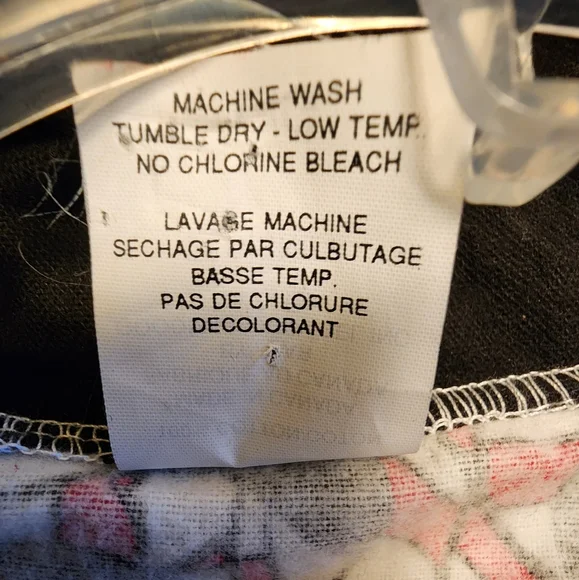 MACHINE WASH
TUMBLE DRY - LOW TEMP.
NO CHLORINE BLEACH
LAVAGE MACHINE
SECHAGE PAR CULBUTAGE
BASSE TEMP.
PAS DE CHLORURE
DECOLORANT